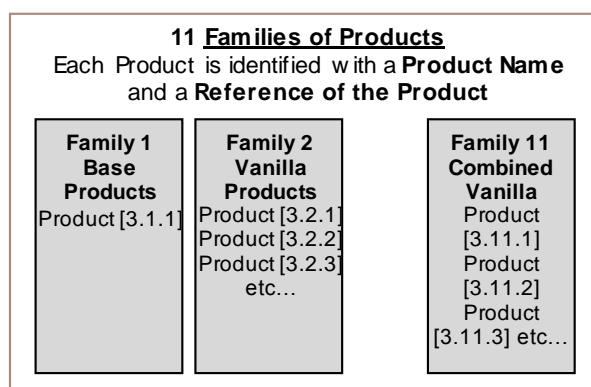 11 Families of Products
Each Product is identified with a Product Name
and a Reference of the Product
Family 1
Base
Products
Product [3.1.1]
Family 2
Vanilla
Products
Product [3.2.1]
Product [3.2.2]
Product [3.2.3]
etc…
Family 11
Combined
Vanilla
Product
[3.11.1]
Product
[3.11.2]
Product
[3.11.3] etc…